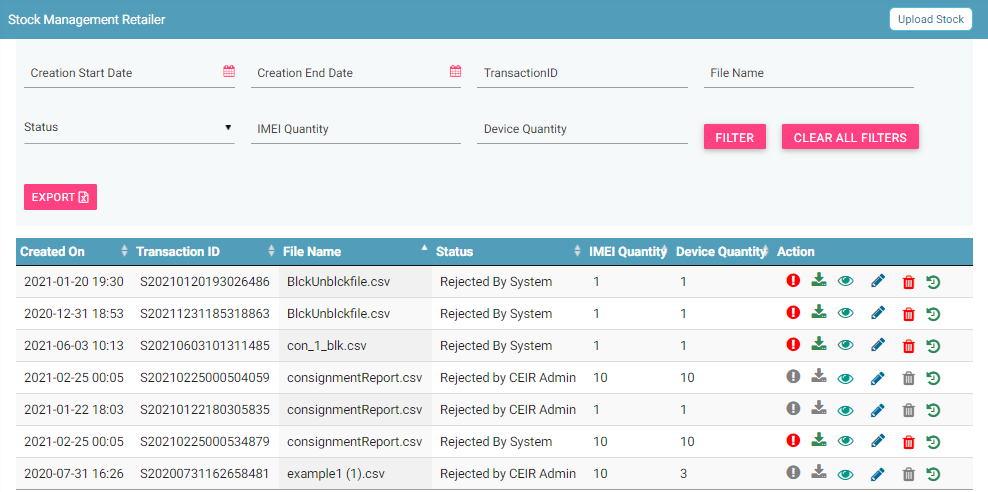 Stock Management Retailer Upload Stock
Creation Start Date Creation End Date TransactionID File Name
Status IMEI Quantity Device Quantity FILTER CLEAR ALL FILTERS
EXPORT
Created On Transaction ID File Name Status IMEI Quantity Device Quantity Action
2021-01-20 19:30 S20210120193026486 BlckUnblckfile.csv Rejected By System 1 1
2020-12-31 18:53 S20211231185318863 BlckUnblckfile.csv Rejected By System 1 1
2021-06-03 10:13 S20210603101311485 con_1_blk.csv Rejected By System 1 1
2021-02-25 00:05 S20210225000504059 consignmentReport.csv Rejected by CEIR Admin 10 10
2021-01-22 18:03 S20210122180305835 consignmentReport.csv Rejected by CEIR Admin 1 1
2021-02-25 00:05 S20210225000534879 consignmentReport.csv Rejected By System 10 10
2020-07-31 16:26 S20200731162658481 example1 (1).csv Rejected by CEIR Admin 10 3